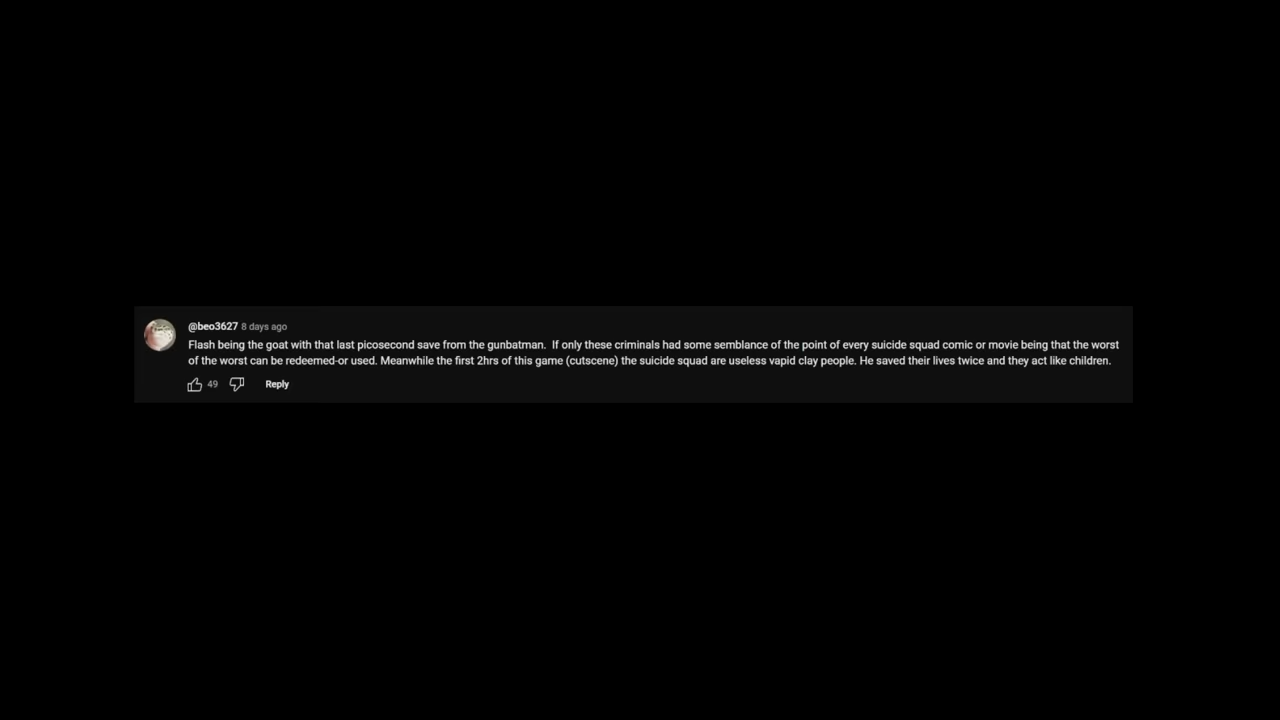 @beo3627 8 days ago
Flash being the goat with that last picosecond save from the gunbatman.  If only these criminals had some semblance of the point of every suicide squad comic or movie being that the worst
of the worst can be redeemed-or used. Meanwhile the first 2hrs of this game (cutscene) the suicide squad are useless vapid clay people. He saved their lives twice and they act like children.
49 Reply